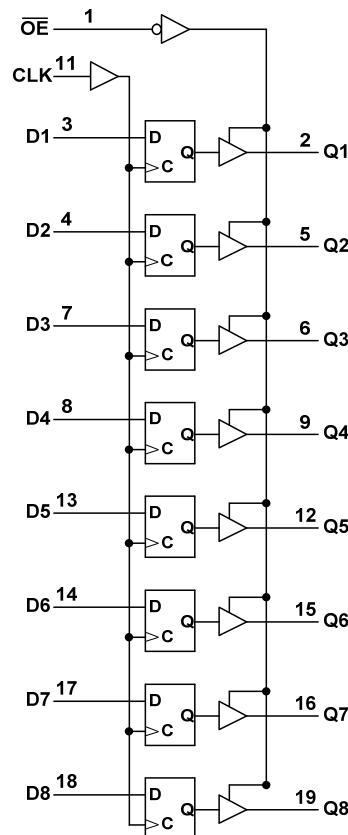 O̅E̅ 1
CLK 11
D1 3 D Q C 2 Q1
D2 4 D Q C 5 Q2
D3 7 D Q C 6 Q3
D4 8 D Q C 9 Q4
D5 13 D Q C 12 Q5
D6 14 D Q C 15 Q6
D7 17 D Q C 16 Q7
D8 18 D Q C 19 Q8